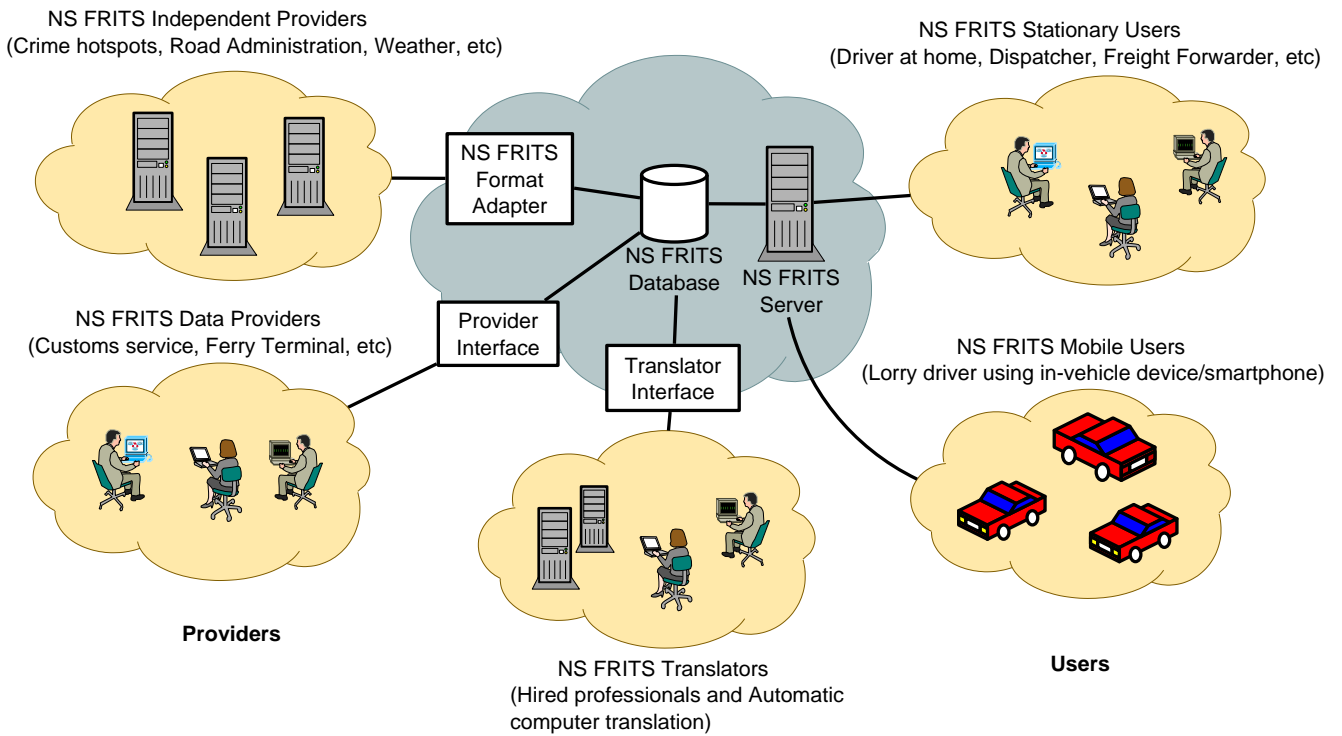 NS FRITS Independent Providers
(Crime hotspots, Road Administration, Weather, etc)
NS FRITS Stationary Users
(Driver at home, Dispatcher, Freight Forwarder, etc)
NS FRITS
Format
Adapter
NS FRITS
Database
NS FRITS
Server
NS FRITS Data Providers
(Customs service, Ferry Terminal, etc)
Provider
Interface
Translator
Interface
NS FRITS Mobile Users
(Lorry driver using in-vehicle device/smartphone)
Providers
NS FRITS Translators
(Hired professionals and Automatic
computer translation)
Users